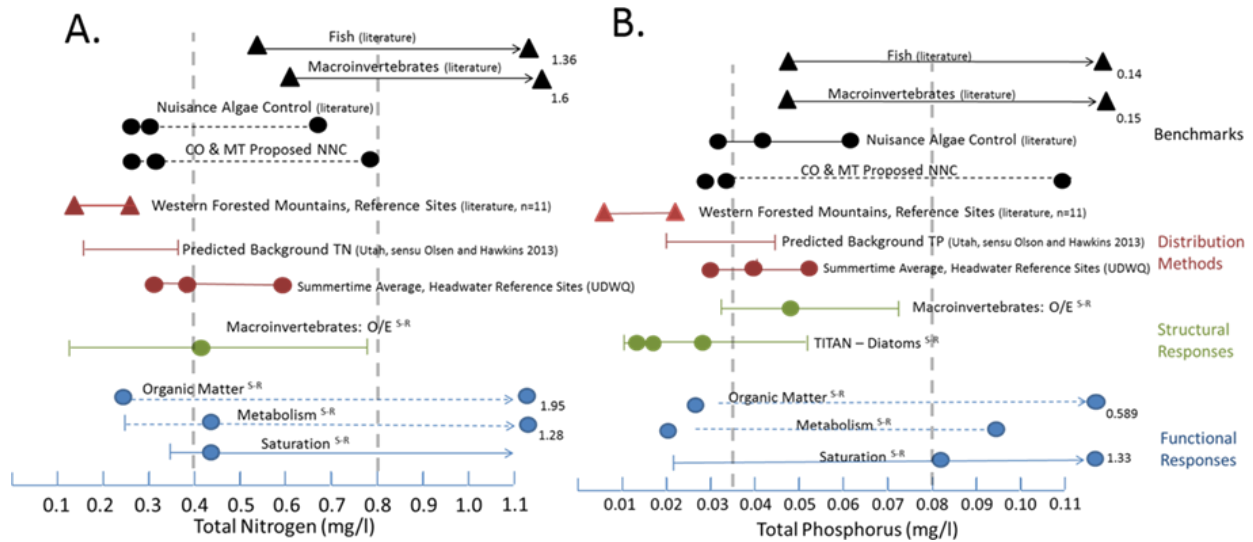 A.
Fish (literature)
1.36
Macroinvertebrates (literature)
1.6
Nuisance Algae Control (literature)
CO & MT Proposed NNC
Western Forested Mountains, Reference Sites (literature, n=11)
Predicted Background TN (Utah, sensu Olsen and Hawkins 2013)
Summertime Average, Headwater Reference Sites (UDWQ)
Macroinvertebrates: O/E S-R
Organic Matter S-R
1.95
Metabolism S-R
1.28
Saturation S-R
0.1 0.2 0.3 0.4 0.5 0.6 0.7 0.8 0.9 1.0 1.1
Total Nitrogen (mg/l)
B.
Fish (literature)
0.14
Macroinvertebrates (literature)
0.15
Benchmarks
Nuisance Algae Control (literature)
CO & MT Proposed NNC
Western Forested Mountains, Reference Sites (literature, n=11)
Predicted Background TP (Utah, sensu Olson and Hawkins 2013)
Distribution
Methods
Summertime Average, Headwater Reference Sites (UDWQ)
Macroinvertebrates: O/E S-R
Structural
Responses
TITAN – Diatoms S-R
Organic Matter S-R
0.589
Metabolism S-R
Functional
Responses
Saturation S-R
1.33
0.01 0.02 0.03 0.04 0.05 0.06 0.07 0.08 0.09 0.10 0.11
Total Phosphorus (mg/l)